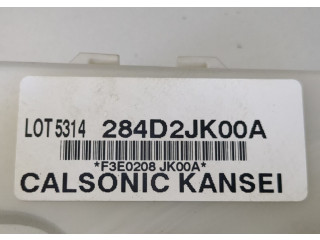 LOT 5314 284D2JK00A
*F3E0208 JK00A*
CALSONIC KANSEI